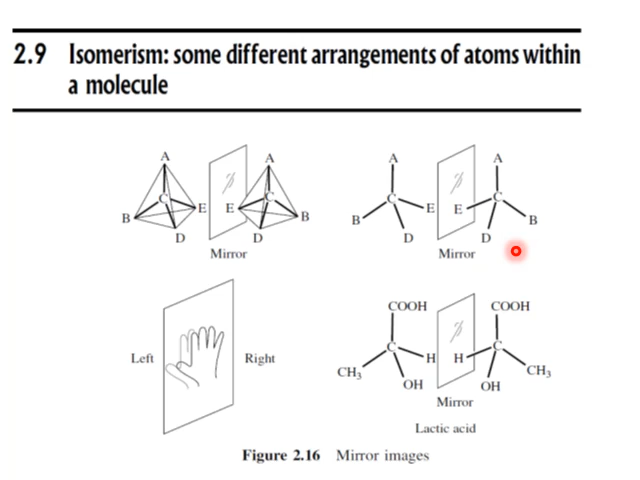 2.9 Isomerism: some different arrangements of atoms within
a molecule
A A A A
C C C C
B E E B B E E B
D D D D
Mirror Mirror
COOH COOH
Left Right
C C
H H
CH3 CH3
OH OH
Mirror
Lactic acid
Figure 2.16 Mirror images